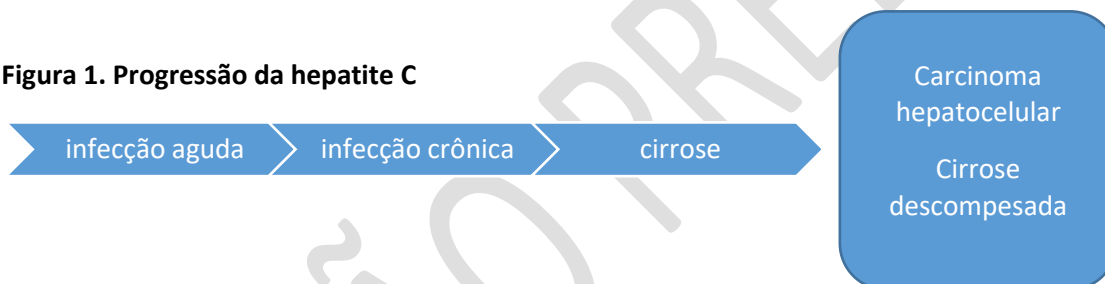 Figura 1. Progressão da hepatite C
infecção aguda
infecção crônica
cirrose
Carcinoma
hepatocelular
Cirrose
descompesada